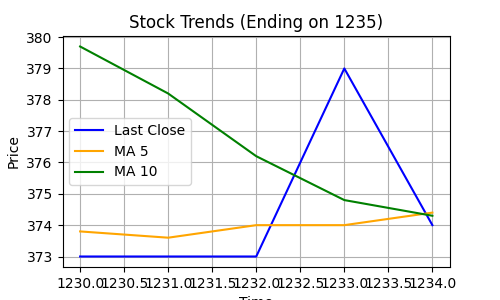 Stock Trends (Ending on 1235)
380
379
378
377
376
375
374
373
Price
Last Close
MA 5
MA 10
1230.0 1230.5 1231.0 1231.5 1232.0 1232.5 1233.0 1233.5 1234.0
Time